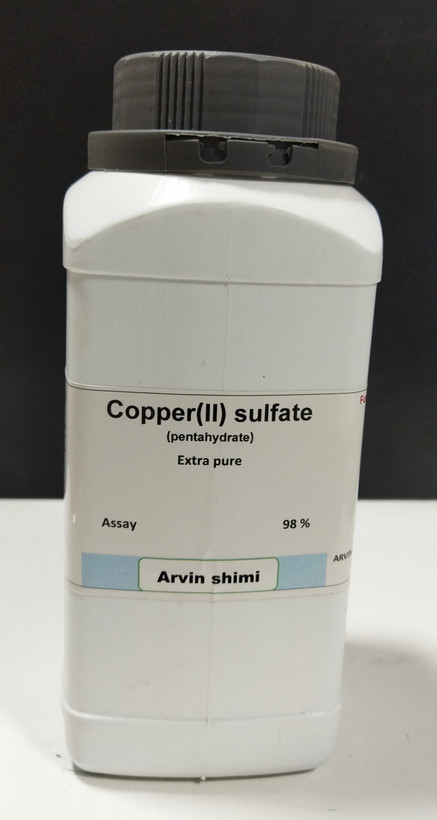 Copper(II) sulfate
(pentahydrate)
Extra pure
Assay 98 %
Arvin shimi